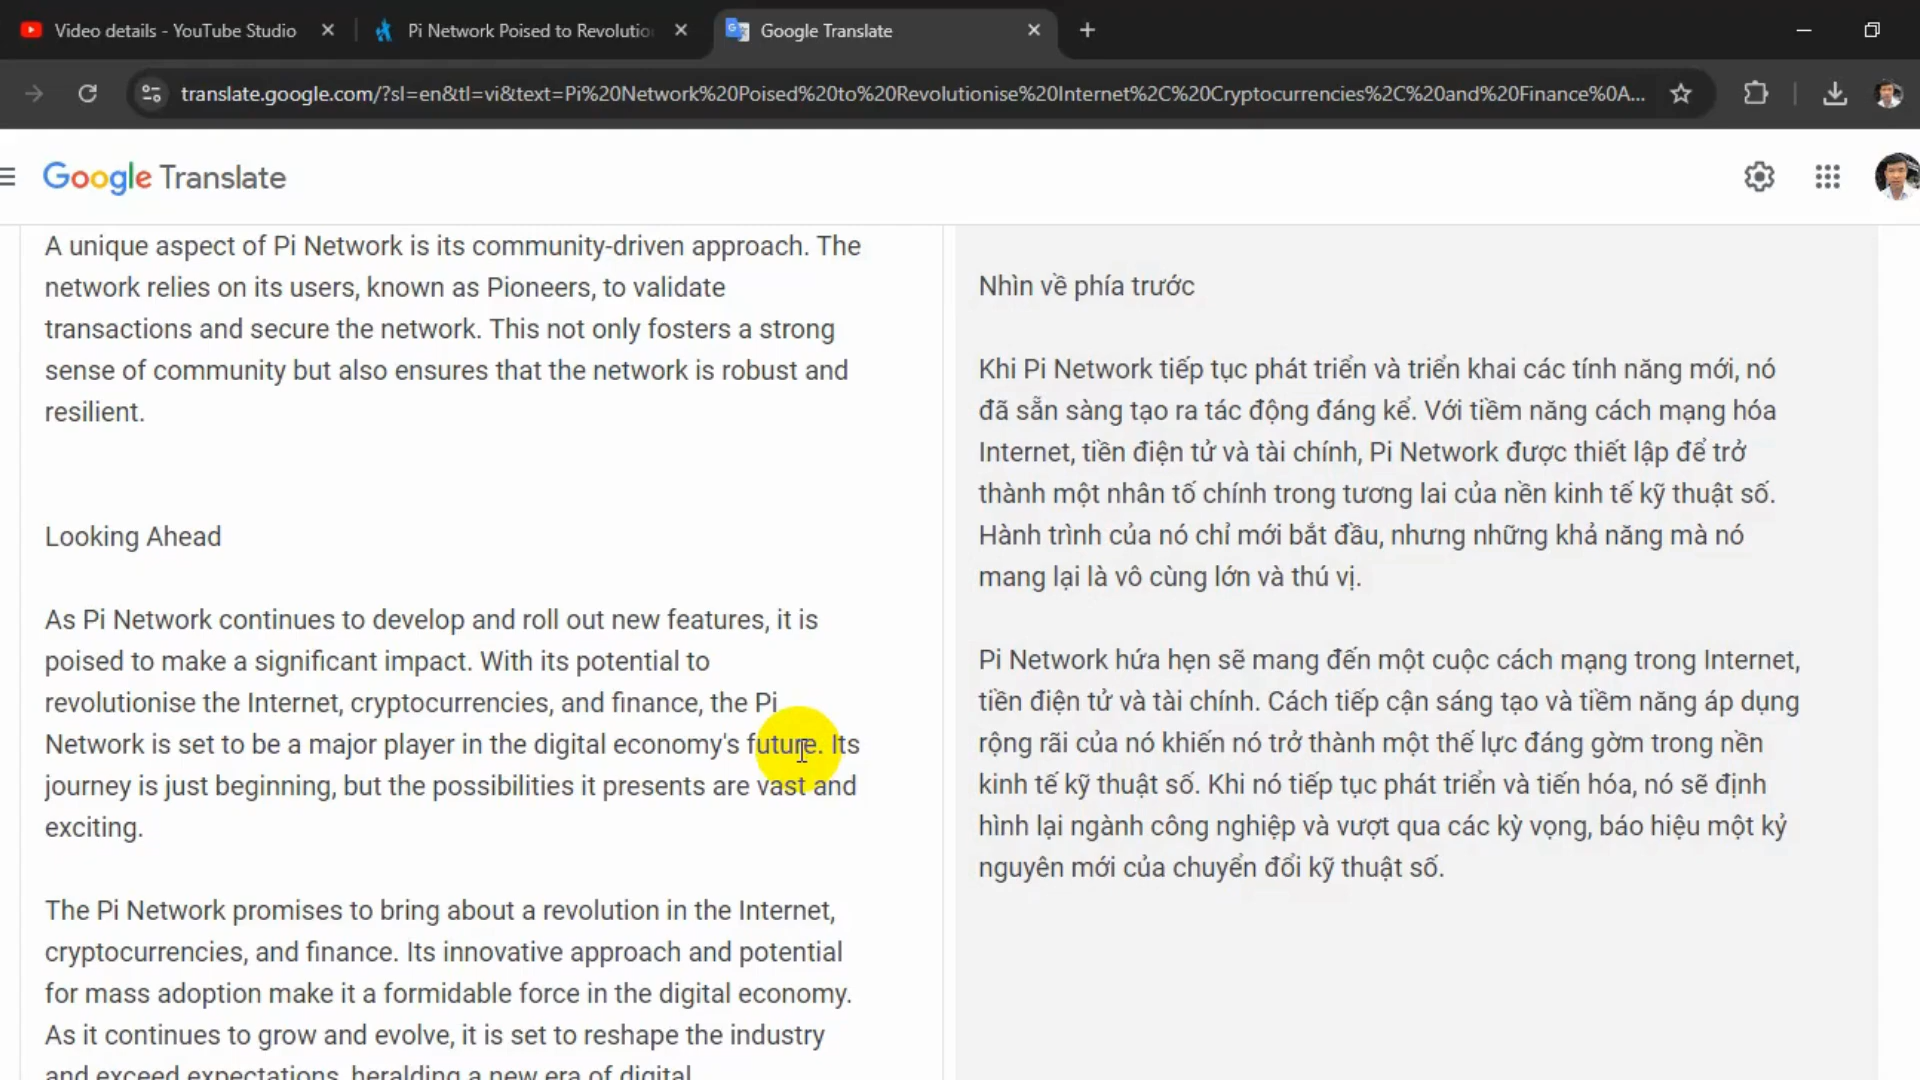 Video details - YouTube Studio
Pi Network Poised to Revolutio
Google Translate
translate.google.com/?sl=en&tl=vi&text=Pi%20Network%20Poised%20to%20Revolutionise%20Internet%2C%20Cryptocurrencies%2C%20and%20Finance%0A...
Google Translate
A unique aspect of Pi Network is its community-driven approach. The
network relies on its users, known as Pioneers, to validate
transactions and secure the network. This not only fosters a strong
sense of community but also ensures that the network is robust and
resilient.
Looking Ahead
As Pi Network continues to develop and roll out new features, it is
poised to make a significant impact. With its potential to
revolutionise the Internet, cryptocurrencies, and finance, the Pi
Network is set to be a major player in the digital economy's future. Its
journey is just beginning, but the possibilities it presents are vast and
exciting.
The Pi Network promises to bring about a revolution in the Internet,
cryptocurrencies, and finance. Its innovative approach and potential
for mass adoption make it a formidable force in the digital economy.
As it continues to grow and evolve, it is set to reshape the industry
and exceed expectations, heralding a new era of digital
Nhìn về phía trước
Khi Pi Network tiếp tục phát triển và triển khai các tính năng mới, nó
đã sẵn sàng tạo ra tác động đáng kể. Với tiềm năng cách mạng hóa
Internet, tiền điện tử và tài chính, Pi Network được thiết lập để trở
thành một nhân tố chính trong tương lai của nền kinh tế kỹ thuật số.
Hành trình của nó chỉ mới bắt đầu, nhưng những khả năng mà nó
mang lại là vô cùng lớn và thú vị.
Pi Network hứa hẹn sẽ mang đến một cuộc cách mạng trong Internet,
tiền điện tử và tài chính. Cách tiếp cận sáng tạo và tiềm năng áp dụng
rộng rãi của nó khiến nó trở thành một thế lực đáng gờm trong nền
kinh tế kỹ thuật số. Khi nó tiếp tục phát triển và tiến hóa, nó sẽ định
hình lại ngành công nghiệp và vượt qua các kỳ vọng, báo hiệu một kỷ
nguyên mới của chuyển đổi kỹ thuật số.